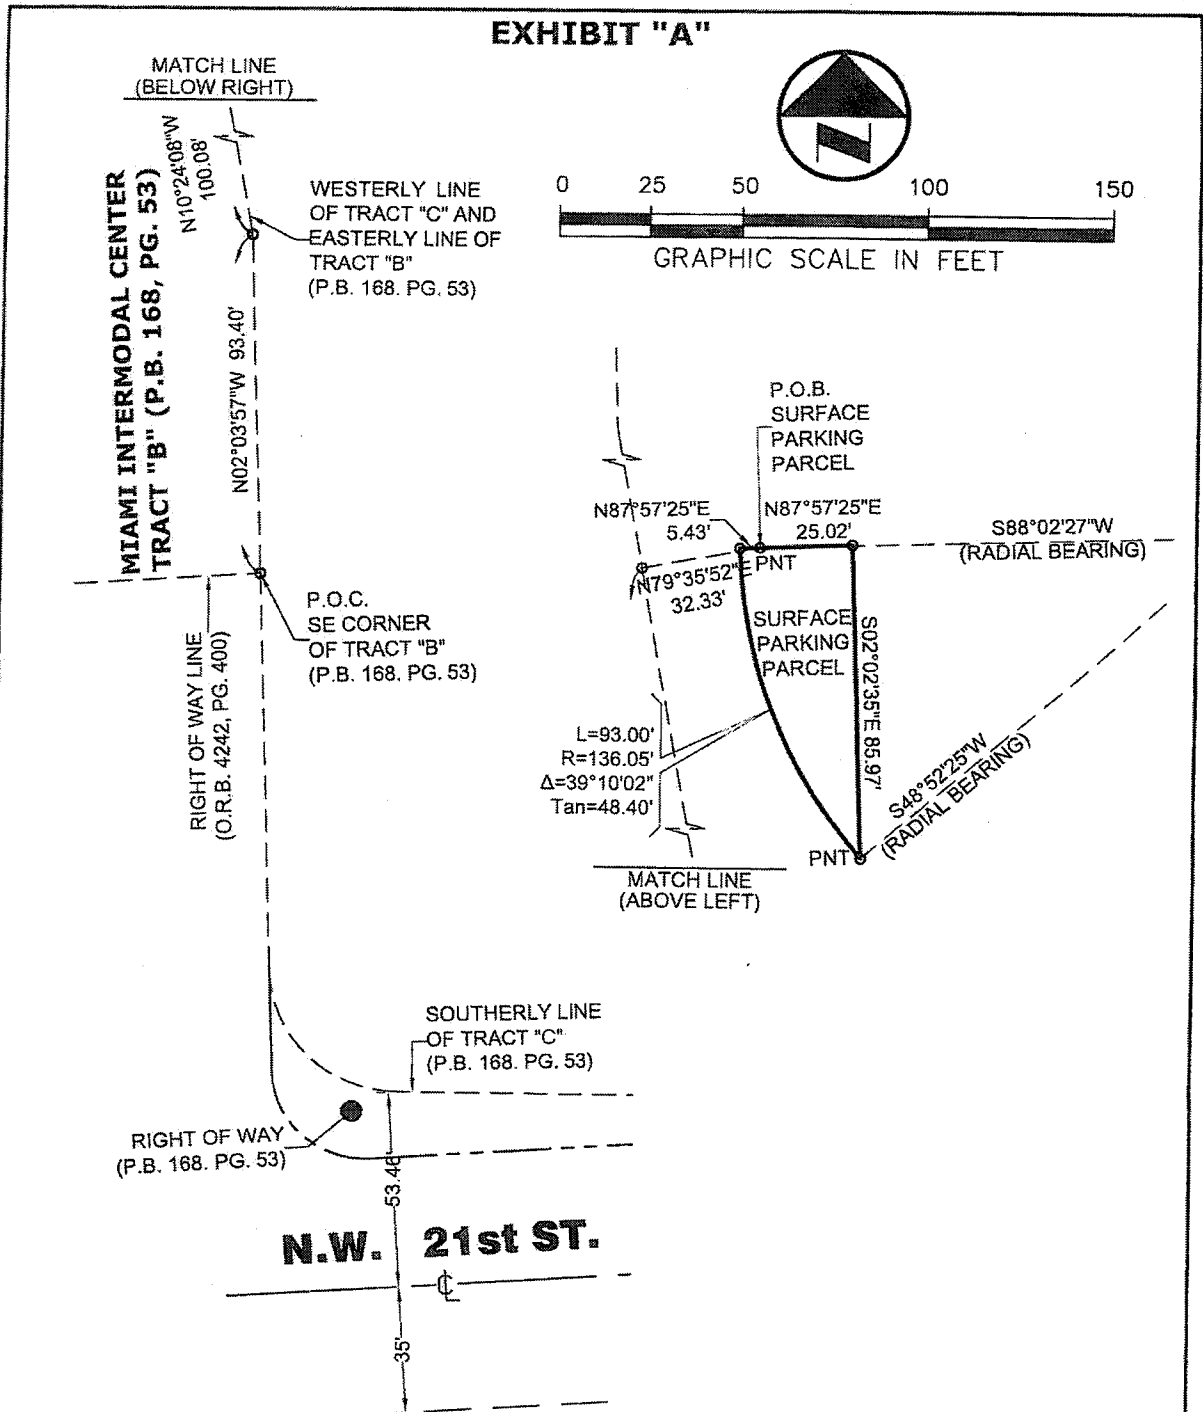 EXHIBIT "A"
MATCH LINE
(BELOW RIGHT)
N10°24'08"W
100.08'
MIAMI INTERMODAL CENTER
TRACT "B" (P.B. 168, PG. 53)
WESTERLY LINE
OF TRACT "C" AND
EASTERLY LINE OF
TRACT "B"
(P.B. 168. PG. 53)
N
0 25 50 100 150
GRAPHIC SCALE IN FEET
N02°03'57"W 93.40'
P.O.C.
SE CORNER
OF TRACT "B"
(P.B. 168. PG. 53)
RIGHT OF WAY LINE
(O.R.B. 4242, PG. 400)
P.O.B.
SURFACE
PARKING
PARCEL
N87°57'25"E
5.43'
N87°57'25"E
25.02'
S88°02'27"W
(RADIAL BEARING)
N79°35'52"E
32.33'
PNT
SURFACE
PARKING
PARCEL
S02°02'35"E 85.97'
L=93.00'
R=136.05'
Δ=39°10'02"
Tan=48.40'
S48°52'25"W
(RADIAL BEARING)
PNT
MATCH LINE
(ABOVE LEFT)
SOUTHERLY LINE
OF TRACT "C"
(P.B. 168. PG. 53)
RIGHT OF WAY
(P.B. 168. PG. 53)
53.46'
N.W. 21st ST.
CL
35'